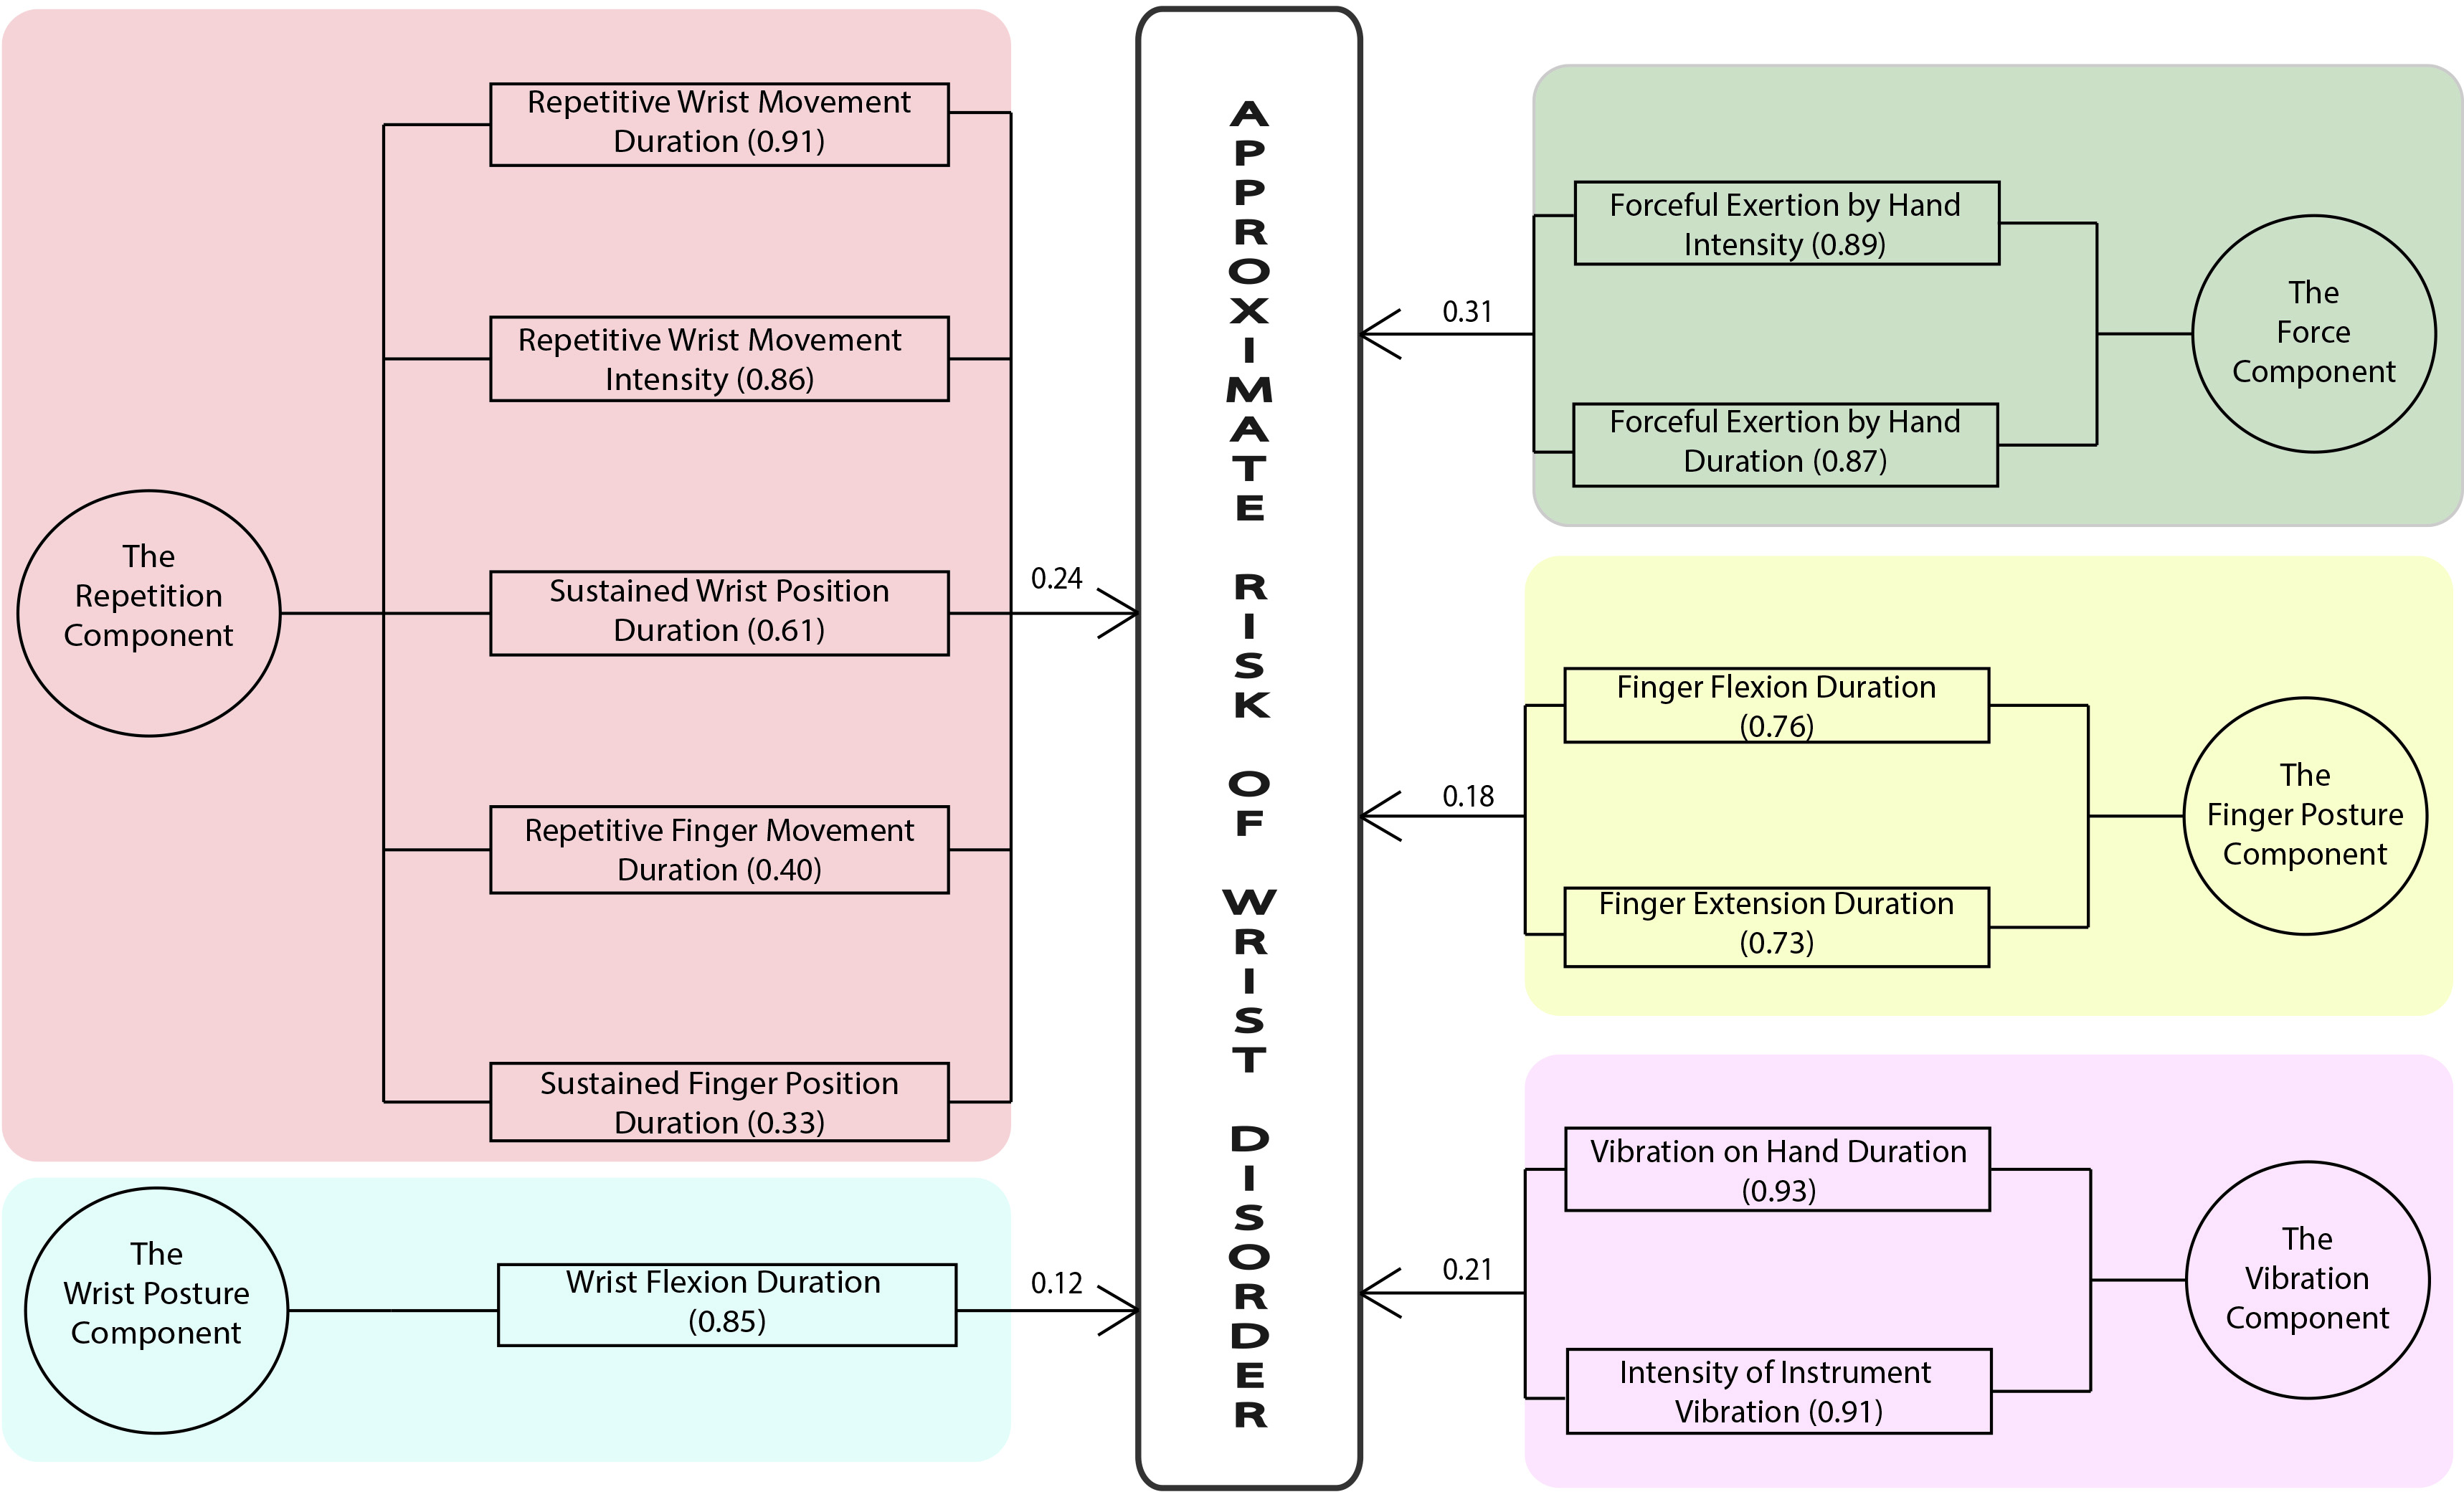 The
Repetition
Component
Repetitive Wrist Movement
Duration (0.91)
Repetitive Wrist Movement
Intensity (0.86)
Sustained Wrist Position
Duration (0.61)
Repetitive Finger Movement
Duration (0.40)
Sustained Finger Position
Duration (0.33)
0.24
The
Wrist Posture
Component
Wrist Flexion Duration
(0.85)
0.12
APPROXIMATE RISK OF WRIST DISORDER
0.31
Forceful Exertion by Hand
Intensity (0.89)
Forceful Exertion by Hand
Duration (0.87)
The
Force
Component
0.18
Finger Flexion Duration
(0.76)
Finger Extension Duration
(0.73)
The
Finger Posture
Component
0.21
Vibration on Hand Duration
(0.93)
Intensity of Instrument
Vibration (0.91)
The
Vibration
Component